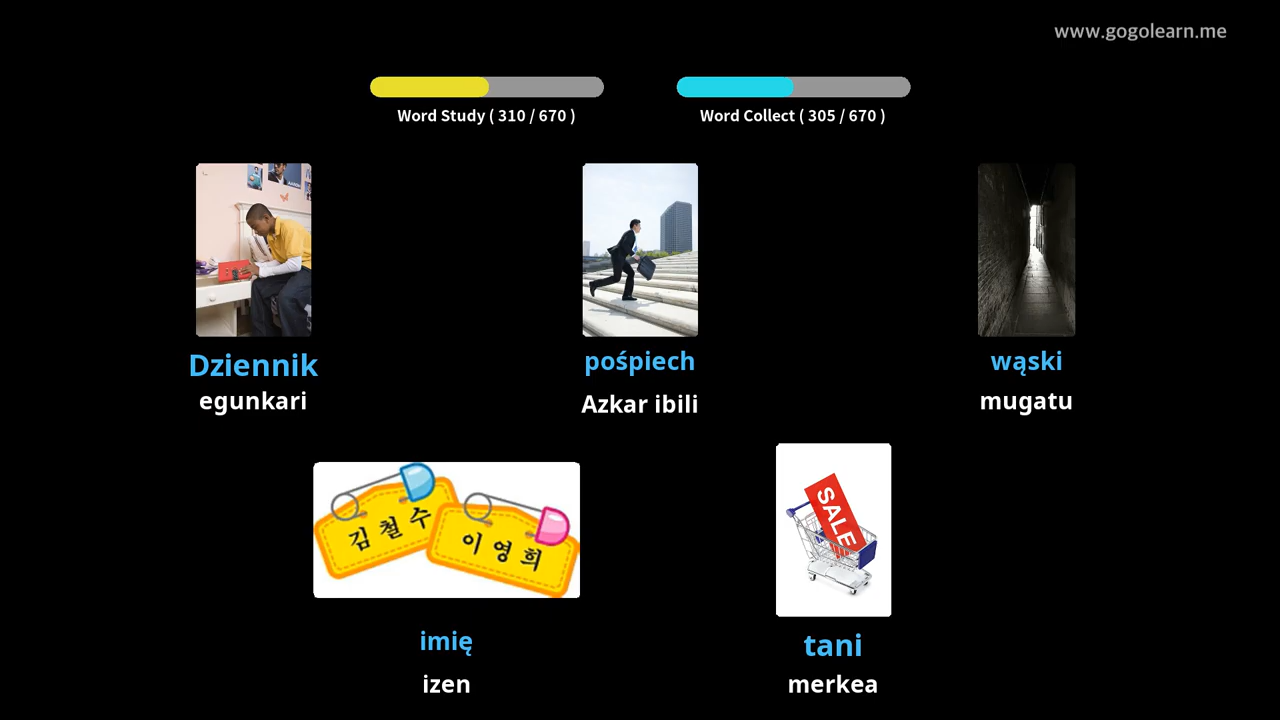 www.gogolearn.me
Word Study ( 310 / 670 )
Word Collect ( 305 / 670 )
Dziennik
egunkari
pośpiech
Azkar ibili
wąski
mugatu
김철수
이영희
SALE
imię
izen
tani
merkea